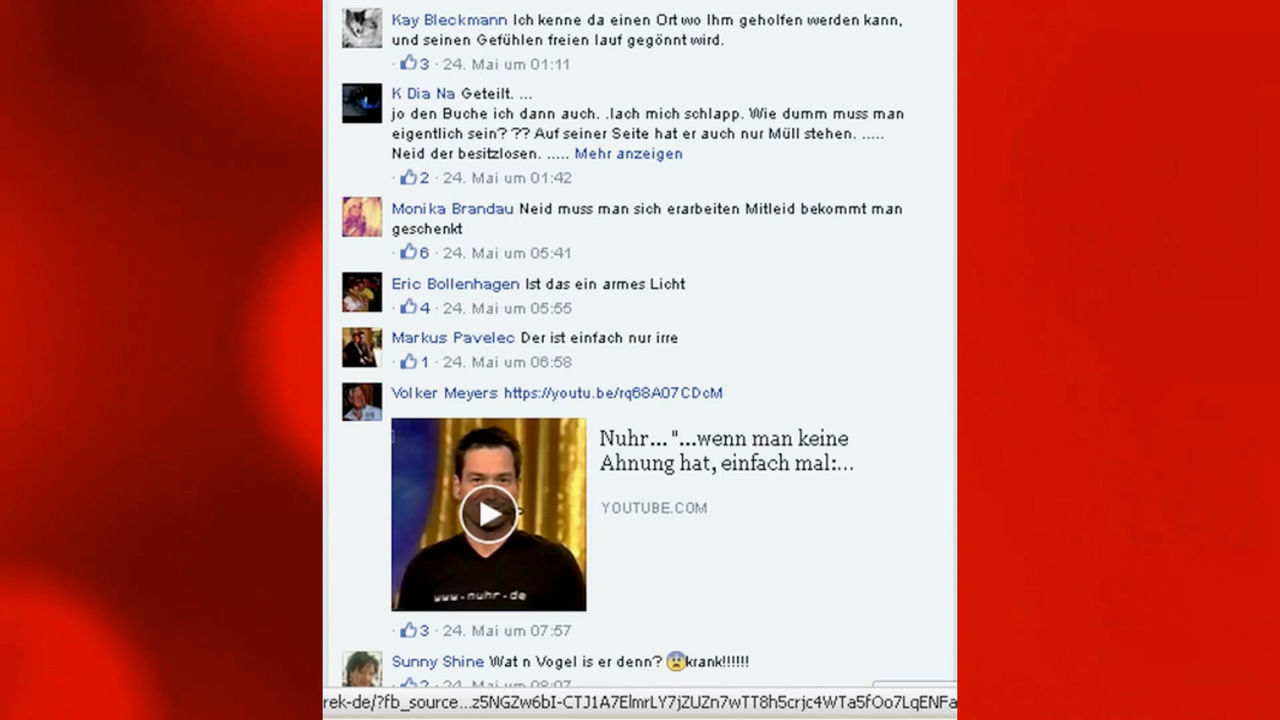 Kay Bleckmann Ich kenne da einen Ort wo Ihm geholfen werden kann,
und seinen Gefühlen freien lauf gegönnt wird.
· 3 · 24. Mai um 01:11
K Dia Na Geteilt. ...
jo den Buche ich dann auch. .lach mich schlapp. Wie dumm muss man
eigentlich sein? ?? Auf seiner Seite hat er auch nur Müll stehen. .....
Neid der besitzlosen. ..... Mehr anzeigen
· 2 · 24. Mai um 01:42
Monika Brandau Neid muss man sich erarbeiten Mitleid bekommt man
geschenkt
· 6 · 24. Mai um 05:41
Eric Bollenhagen Ist das ein armes Licht
· 4 · 24. Mai um 05:55
Markus Pavelec Der ist einfach nur irre
· 1 · 24. Mai um 06:58
Volker Meyers https://youtu.be/rq68A07CDcM
Nuhr... "...wenn man keine
Ahnung hat, einfach mal:...
YOUTUBE.COM
www.nuhr.de
· 3 · 24. Mai um 07:57
Sunny Shine Wat n Vogel is er denn? 😨krank!!!!!!
24. Mai um 08:07
rek-de/?fb_source...z5NGZw6bI-CTJ1A7ElmrLY7jZUZn7wTT8h5crjc4WTa5fOo7LqENFa